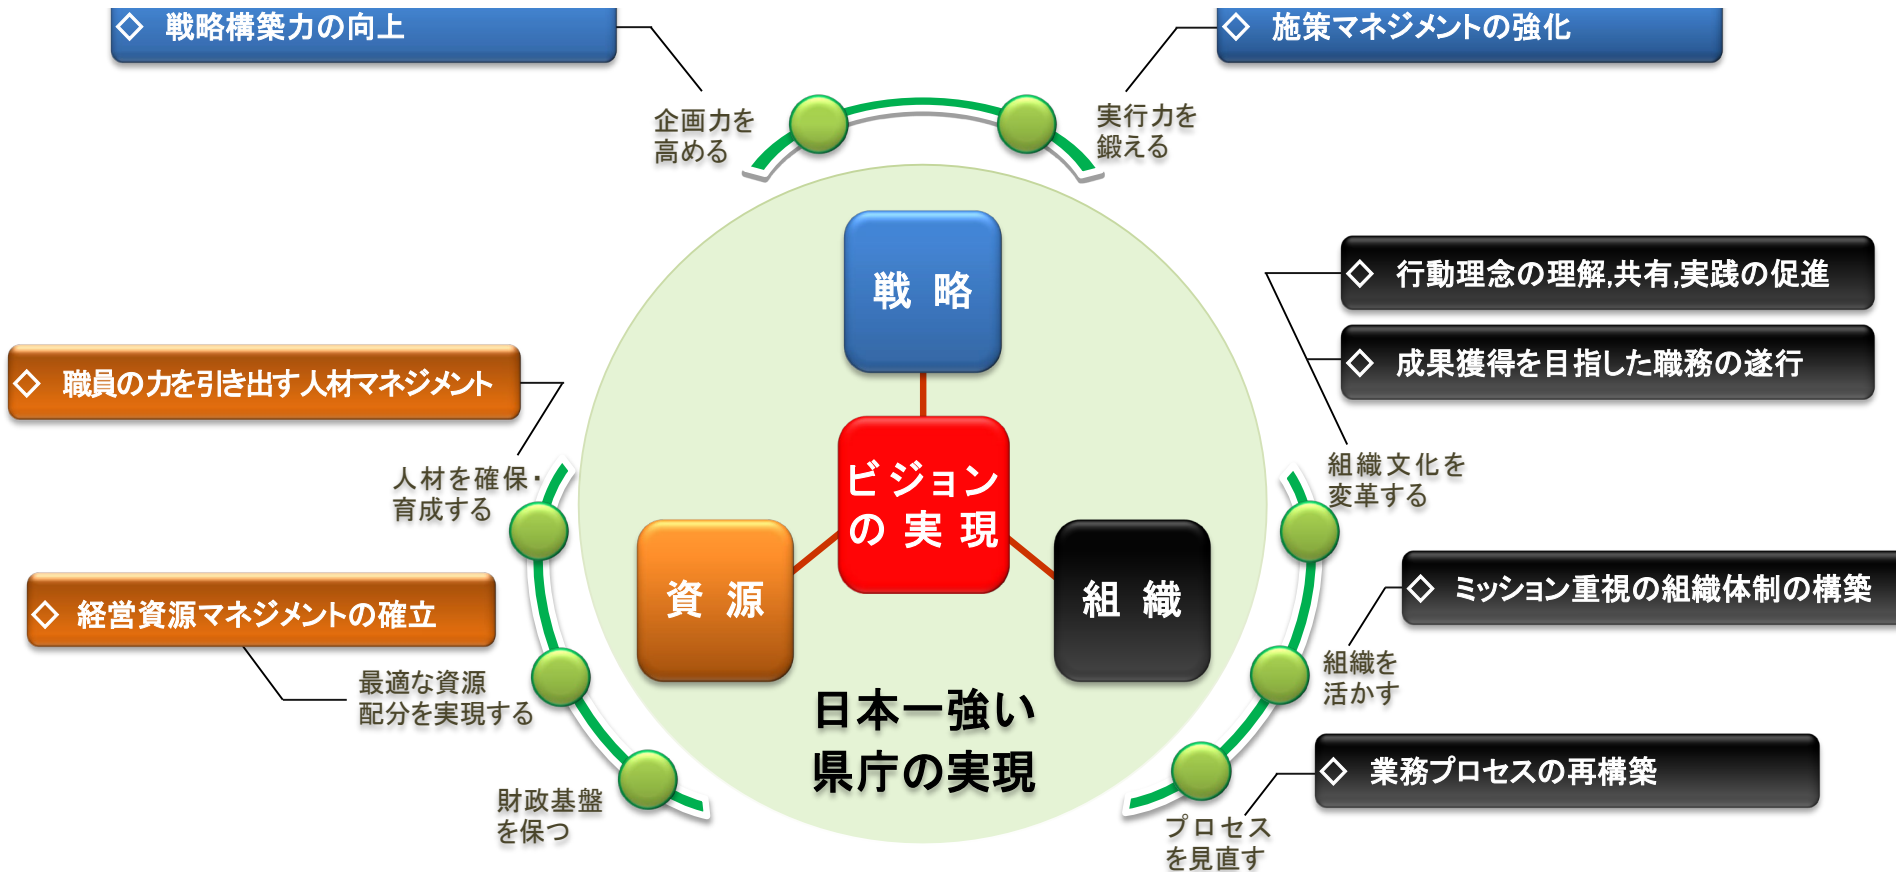 ◇ 戦略構築力の向上
◇ 施策マネジメントの強化
企画力を
高める
実行力を
鍛える
戦 略
◇ 行動理念の理解,共有,実践の促進
◇ 成果獲得を目指した職務の遂行
◇ 職員の力を引き出す人材マネジメント
人材を確保・
育成する
組織文化を
変革する
ビジョン
の 実 現
資 源
組 織
◇ 経営資源マネジメントの確立
◇ ミッション重視の組織体制の構築
最適な資源
配分を実現する
組織を
活かす
日本一強い
県庁の実現
◇ 業務プロセスの再構築
財政基盤
を保つ
プロセス
を見直す